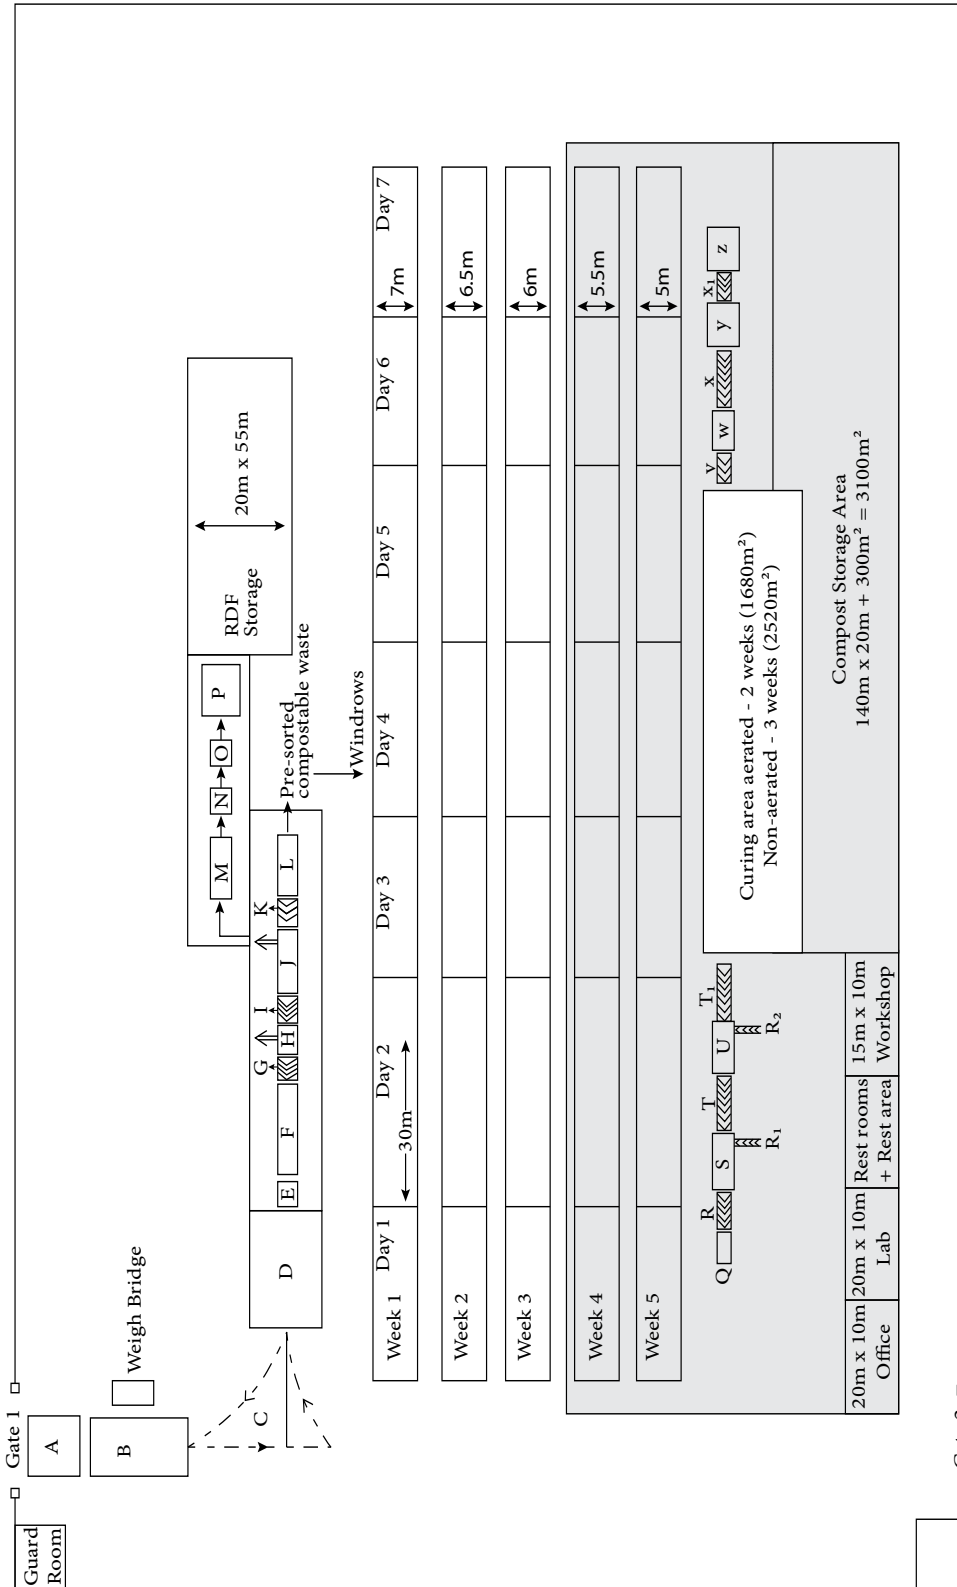 Gate 1
Guard
Room
A
B
Weigh Bridge
C
D
E
F
G
H
I
J
K
L
M
N
O
P
RDF
Storage
20m x 55m
Pre-sorted
compostable waste
Windrows
Week 1
Day 1
Day 2
Day 3
Day 4
Day 5
Day 6
Day 7
30m
7m
Week 2
6.5m
Week 3
6m
Week 4
5.5m
Week 5
5m
Q
R
S
R₁
T
U
R₂
T₁
Curing area aerated - 2 weeks (1680m²)
Non-aerated - 3 weeks (2520m²)
v
w
x
y
x₁
z
Compost Storage Area
140m x 20m + 300m² = 3100m²
20m x 10m
Office
20m x 10m
Lab
Rest rooms
+ Rest area
15m x 10m
Workshop